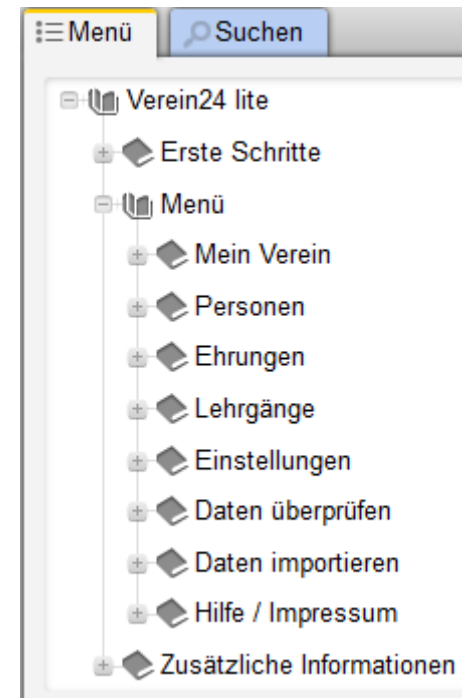 Menü Suchen
Verein24 lite
Erste Schritte
Menü
Mein Verein
Personen
Ehrungen
Lehrgänge
Einstellungen
Daten überprüfen
Daten importieren
Hilfe / Impressum
Zusätzliche Informationen